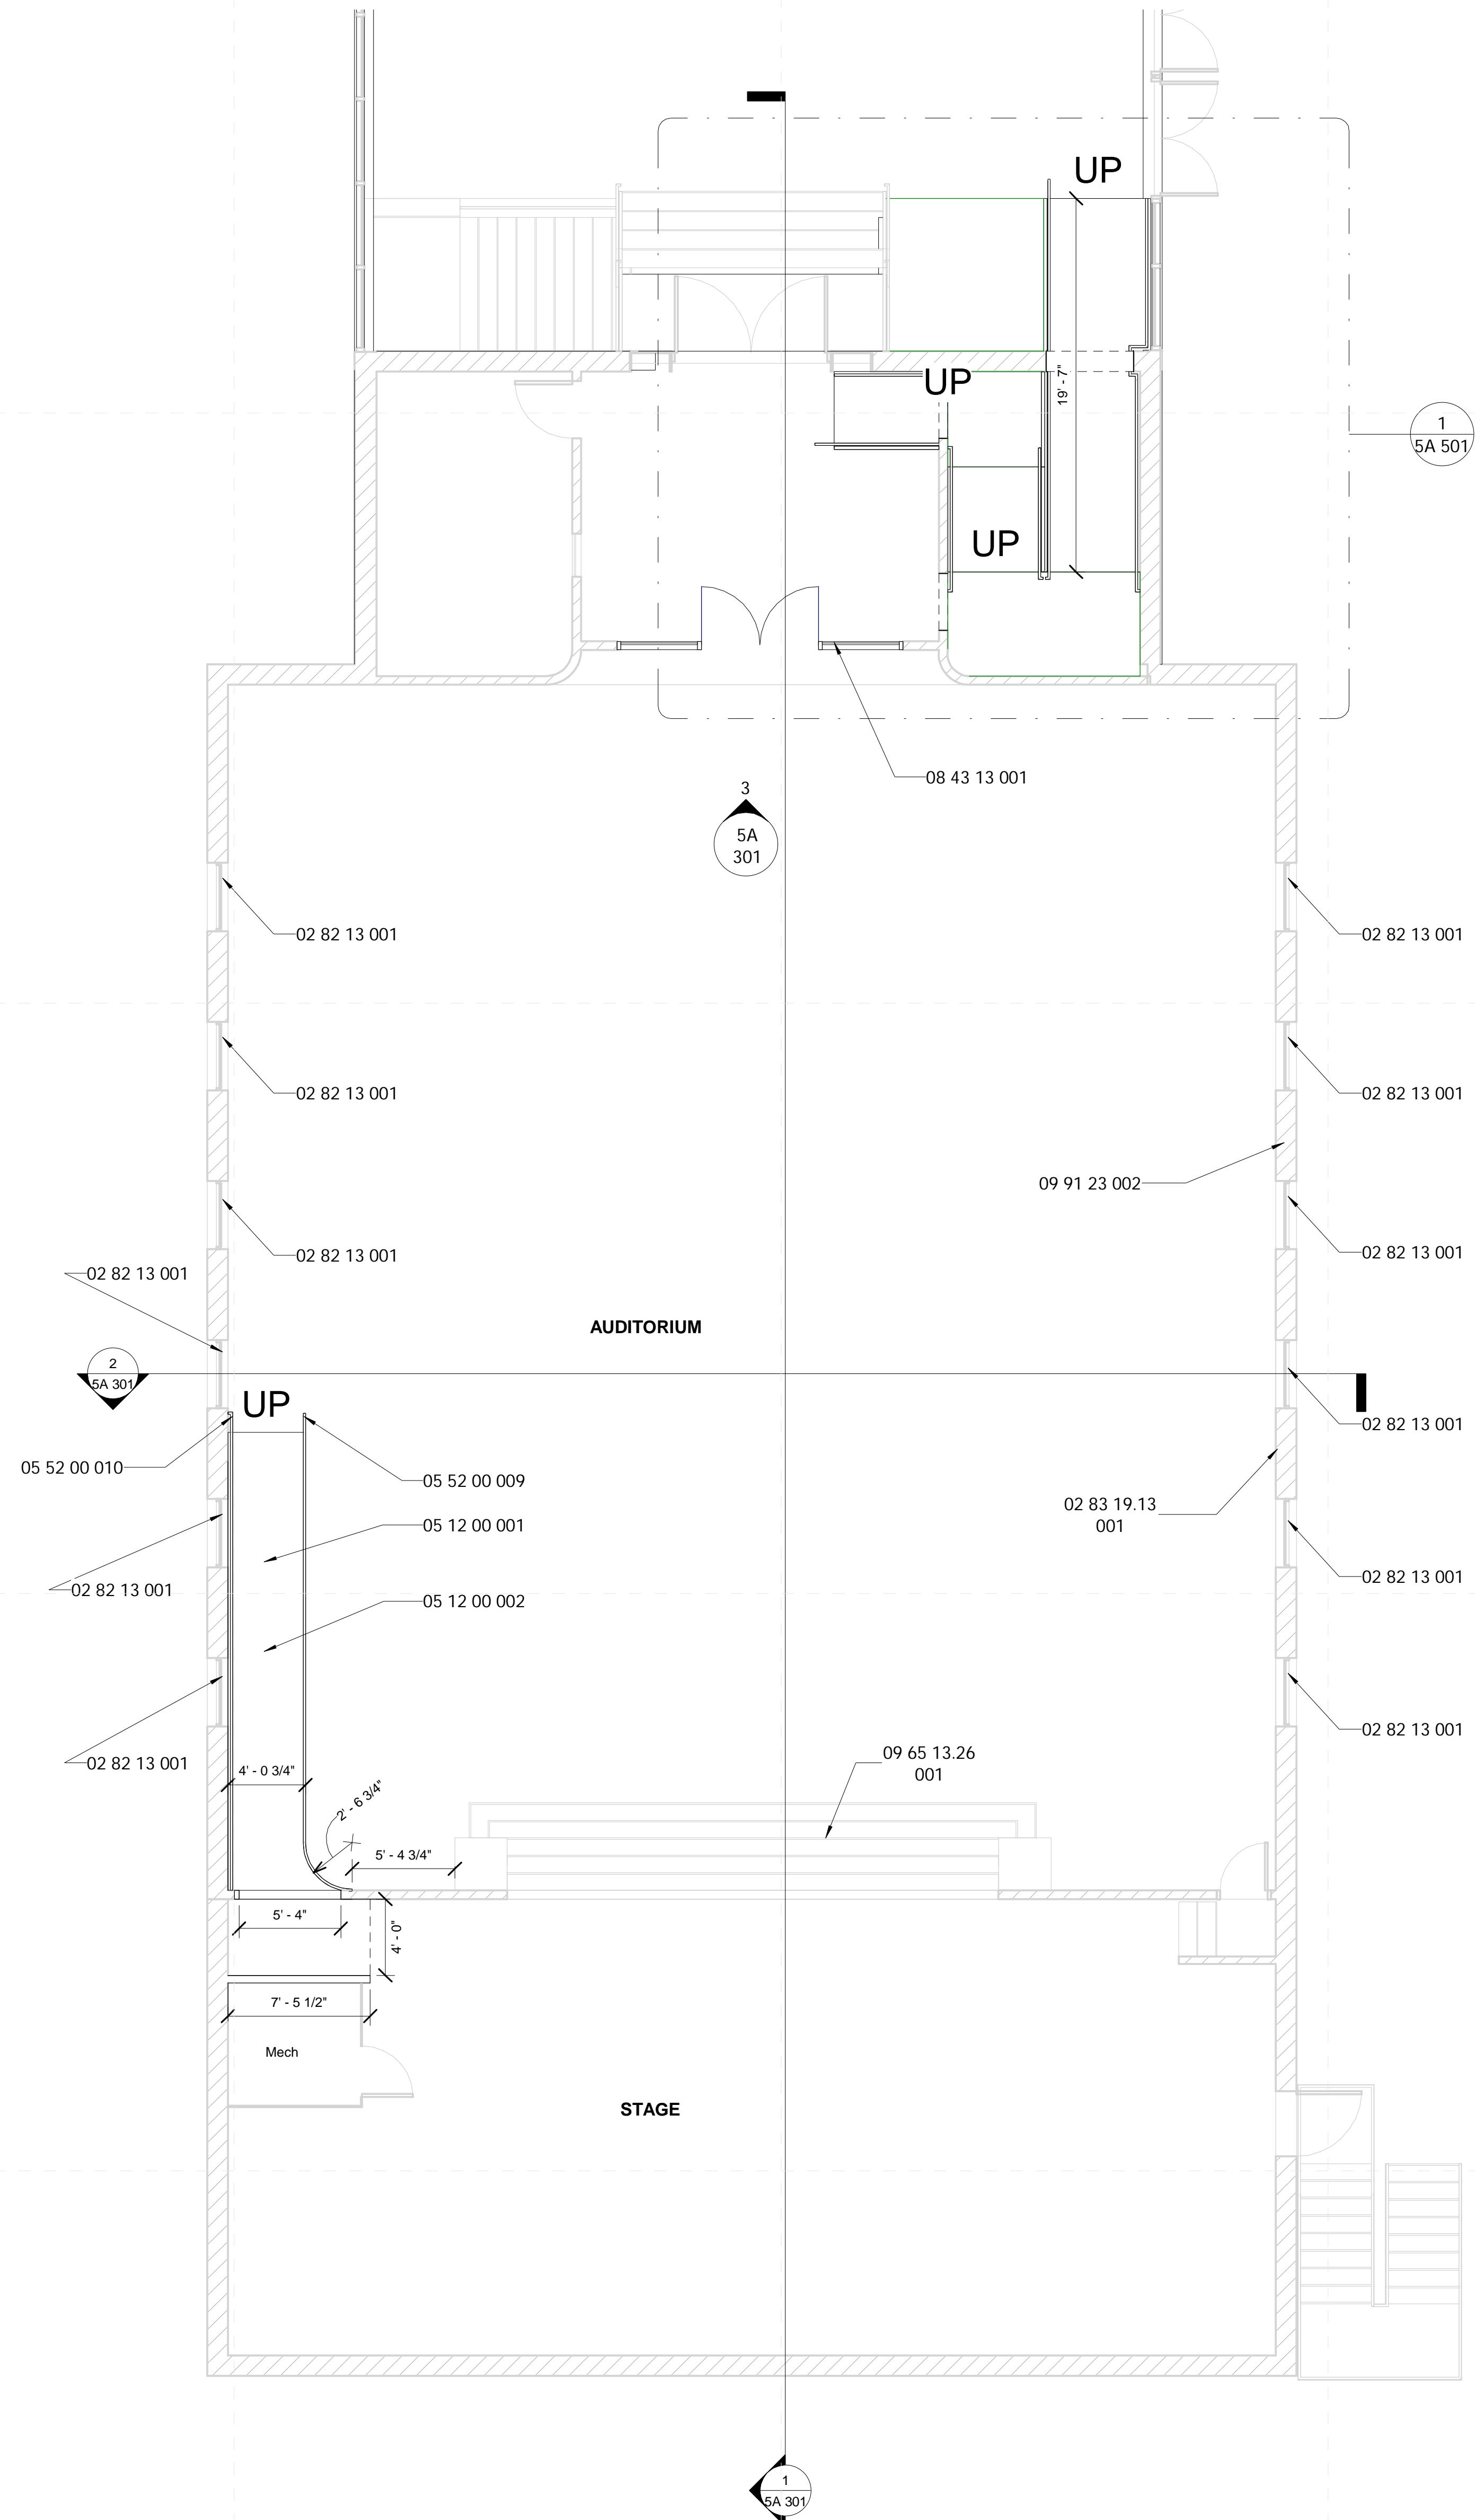 UP
UP
19' - 7"
1
5A 501
UP
08 43 13 001
3
5A
301
02 82 13 001
02 82 13 001
02 82 13 001
02 82 13 001
09 91 23 002
02 82 13 001
02 82 13 001
02 82 13 001
AUDITORIUM
2
5A 301
UP
02 82 13 001
05 52 00 010
05 52 00 009
02 83 19.13
001
05 12 00 001
02 82 13 001
02 82 13 001
05 12 00 002
02 82 13 001
09 65 13.26
001
02 82 13 001
4' - 0 3/4"
2' - 6 3/4"
5' - 4 3/4"
5' - 4"
4' - 0"
7' - 5 1/2"
Mech
STAGE
1
5A 301